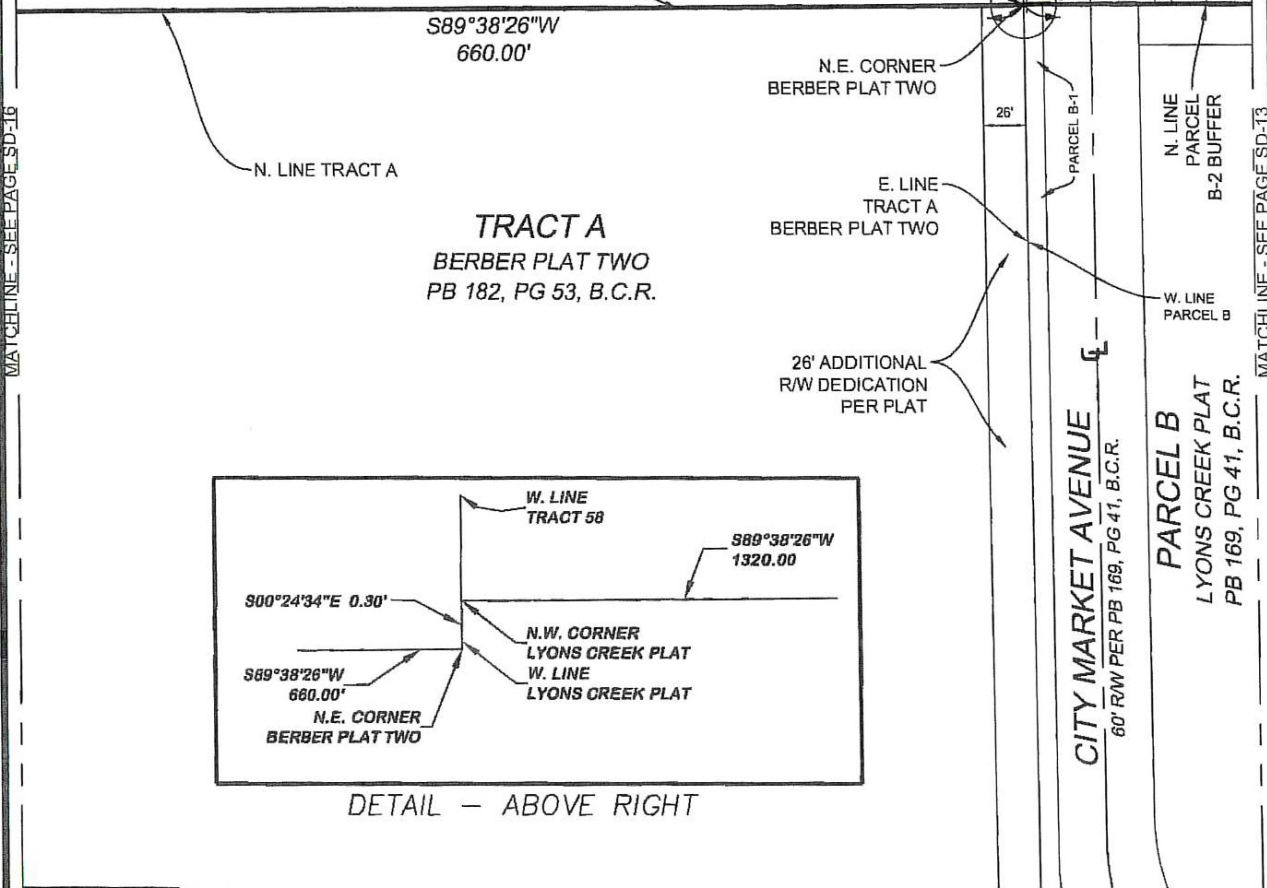 S89°38'26"W
660.00'
N.E. CORNER
BERBER PLAT TWO
26'
PARCEL B-1
N. LINE
PARCEL
B-2 BUFFER
MATCHLINE - SEE PAGE SD-16
MATCHLINE - SEE PAGE SD-13
N. LINE TRACT A
E. LINE
TRACT A
BERBER PLAT TWO
TRACT A
BERBER PLAT TWO
PB 182, PG 53, B.C.R.
W. LINE
PARCEL B
26' ADDITIONAL
R/W DEDICATION
PER PLAT
CITY MARKET AVENUE
60' R/W PER PB 169, PG 41, B.C.R.
PARCEL B
LYONS CREEK PLAT
PB 169, PG 41, B.C.R.
W. LINE
TRACT 58
S89°38'26"W
1320.00
S00°24'34"E 0.30'
N.W. CORNER
LYONS CREEK PLAT
S89°38'26"W
660.00'
W. LINE
LYONS CREEK PLAT
N.E. CORNER
BERBER PLAT TWO
DETAIL – ABOVE RIGHT